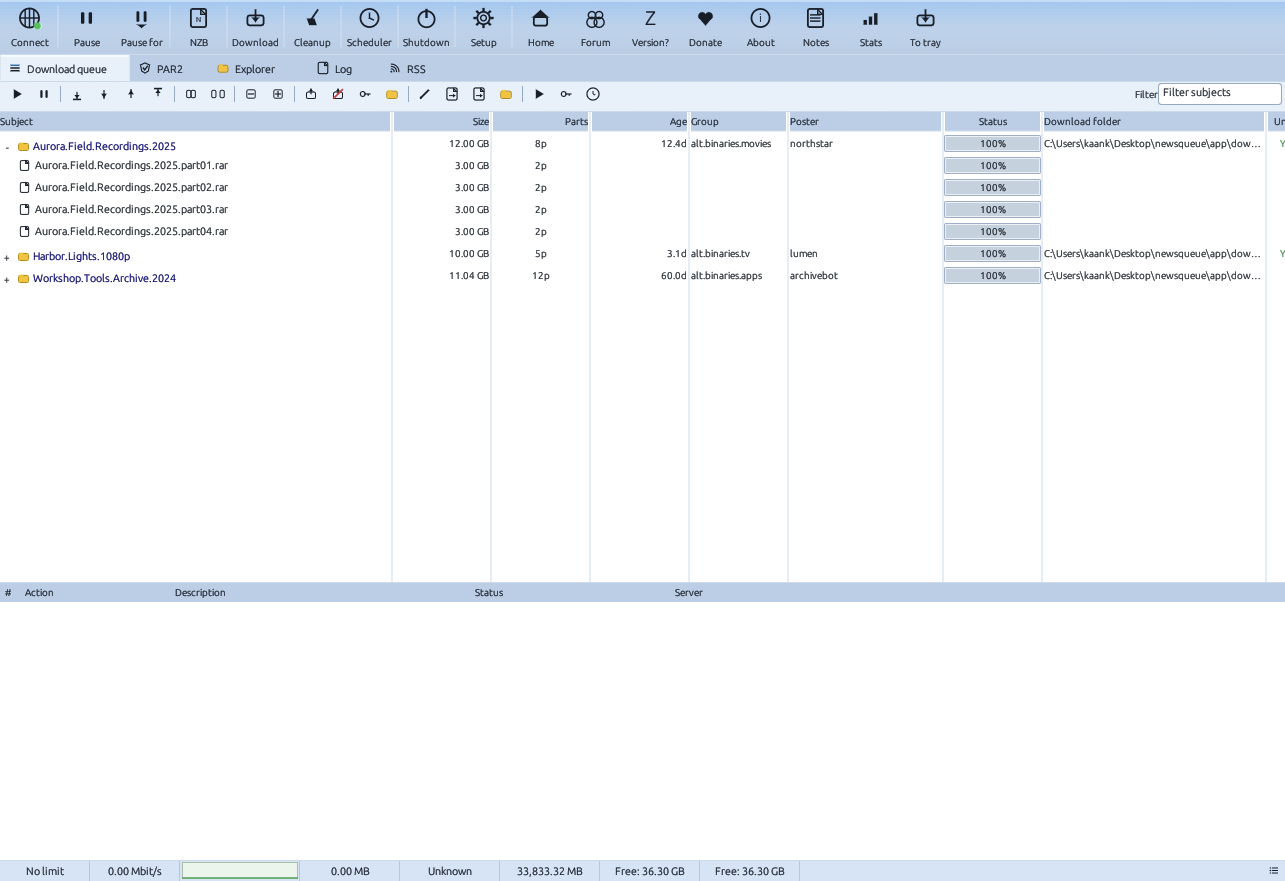 Connect Pause Pause for NZB Download Cleanup Scheduler Shutdown Setup Home Forum Version? Donate About Notes Stats To tray
Download queue PAR2 Explorer Log RSS
Filter Filter subjects
Subject Size Parts Age Group Poster Status Download folder Un
- Aurora.Field.Recordings.2025 12.00 GB 8p 12.4d alt.binaries.movies northstar 100% C:\Users\kaank\Desktop\newsqueue\app\dow... Y
Aurora.Field.Recordings.2025.part01.rar 3.00 GB 2p 100%
Aurora.Field.Recordings.2025.part02.rar 3.00 GB 2p 100%
Aurora.Field.Recordings.2025.part03.rar 3.00 GB 2p 100%
Aurora.Field.Recordings.2025.part04.rar 3.00 GB 2p 100%
+ Harbor.Lights.1080p 10.00 GB 5p 3.1d alt.binaries.tv lumen 100% C:\Users\kaank\Desktop\newsqueue\app\dow... Y
+ Workshop.Tools.Archive.2024 11.04 GB 12p 60.0d alt.binaries.apps archivebot 100% C:\Users\kaank\Desktop\newsqueue\app\dow...
# Action Description Status Server
No limit 0.00 Mbit/s 0.00 MB Unknown 33,833.32 MB Free: 36.30 GB Free: 36.30 GB